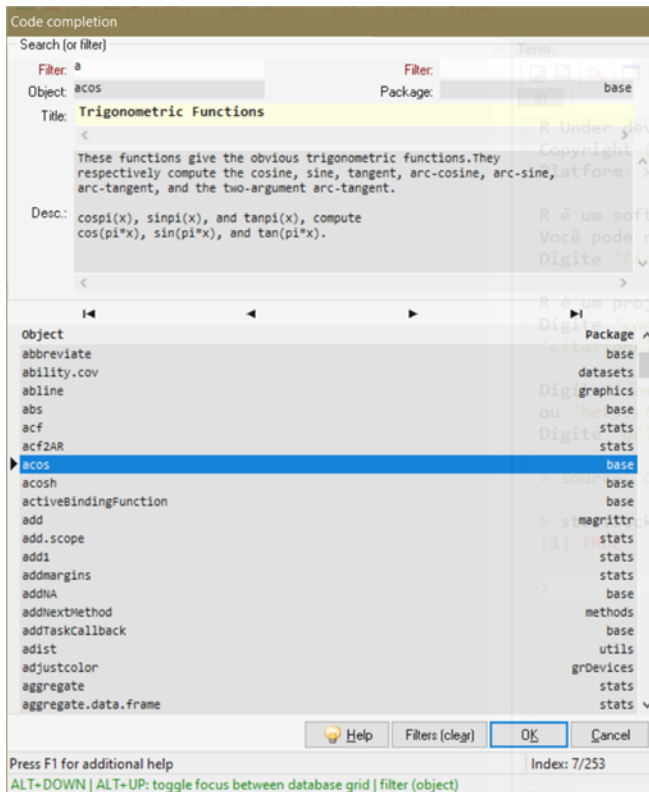 Code completion
Search (or filter)
Term
Filter: a Filter:
Object: acos Package: base
Title: Trigonometric Functions
R Under dev
Copyright
Platform:
These functions give the obvious trigonometric functions.They
respectively compute the cosine, sine, tangent, arc-cosine, arc-sine,
arc-tangent, and the two-argument arc-tangent.
Desc.: cospi(x), sinpi(x), and tanpi(x), compute
cos(pi*x), sin(pi*x), and tan(pi*x).
R é um soft
Você pode
Digite
R é um proj
Digite
Object Package
abbreviate base
ability.cov datasets
abline graphics
abs base
acf stats
acf2AR stats
acos base
acosh base
activeBindingFunction base
add magrittr
add.scope stats
add1 stats
addmargins stats
addNA base
addNextMethod methods
addTaskCallback base
adist utils
adjustcolor grDevices
aggregate stats
aggregate.data.frame stats
ou
Digite
[1]
Help Filters (clear) OK Cancel
Press F1 for additional help Index: 7/253
ALT+DOWN | ALT+UP: toggle focus between database grid | filter (object)